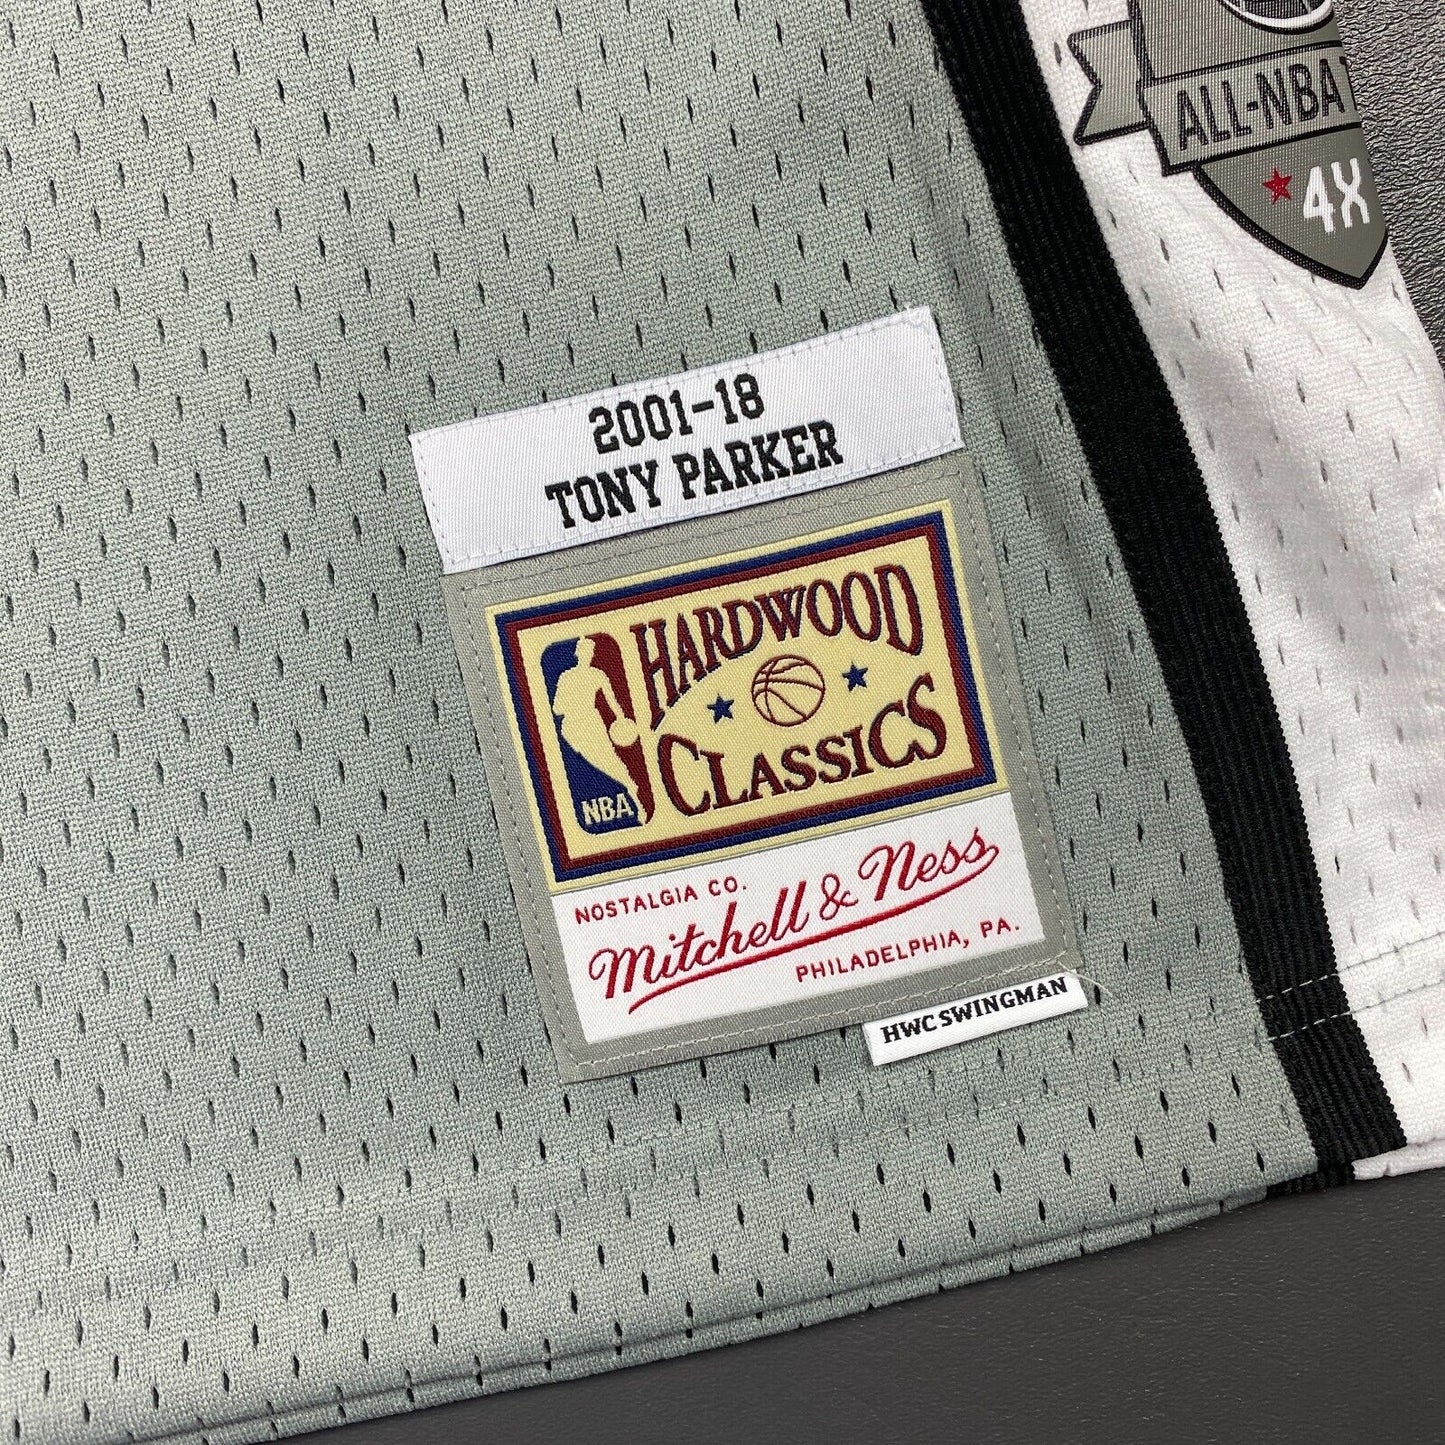 ALL-NBA
4X
2001-18
TONY PARKER
HARDWOOD
CLASSICS
NBA
NOSTALGIA CO.
Mitchell & Ness
PHILADELPHIA, PA.
HWC SWINGMAN